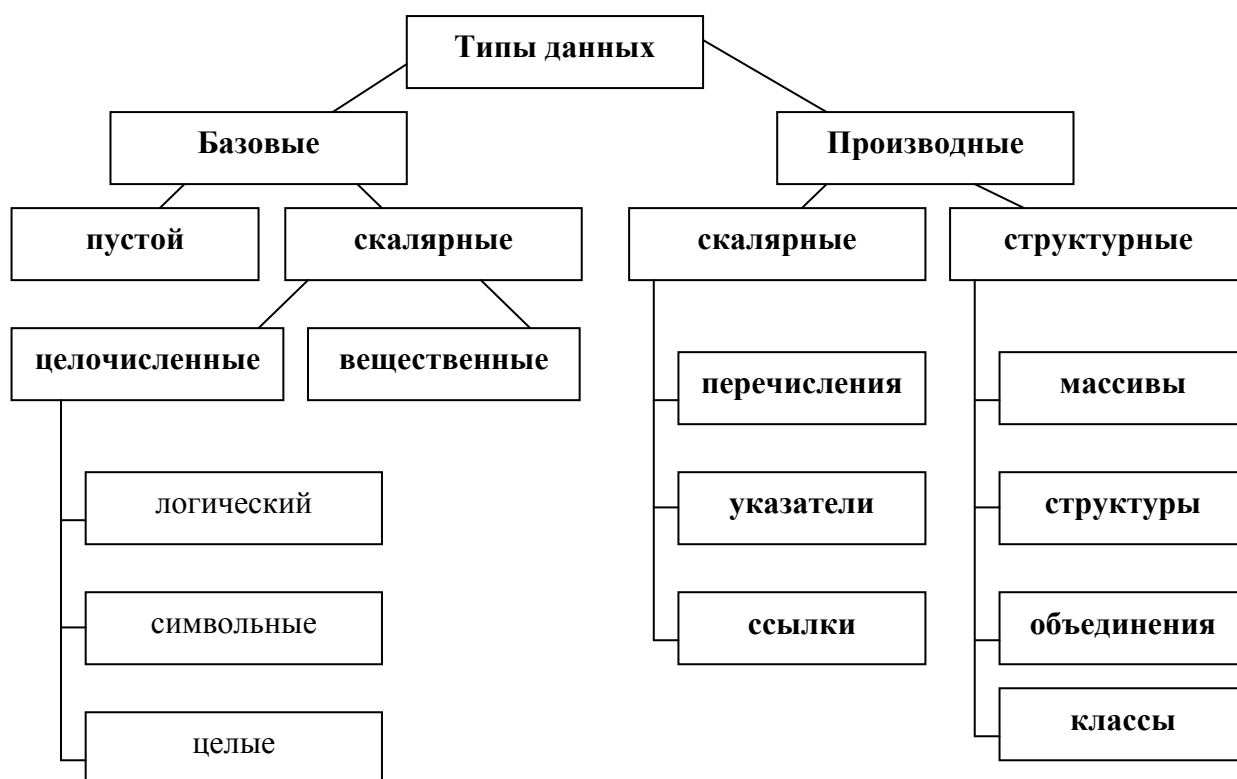 Типы данных
Базовые
Производные
пустой
скалярные
скалярные
структурные
целочисленные
вещественные
перечисления
массивы
логический
указатели
структуры
символьные
ссылки
объединения
целые
классы